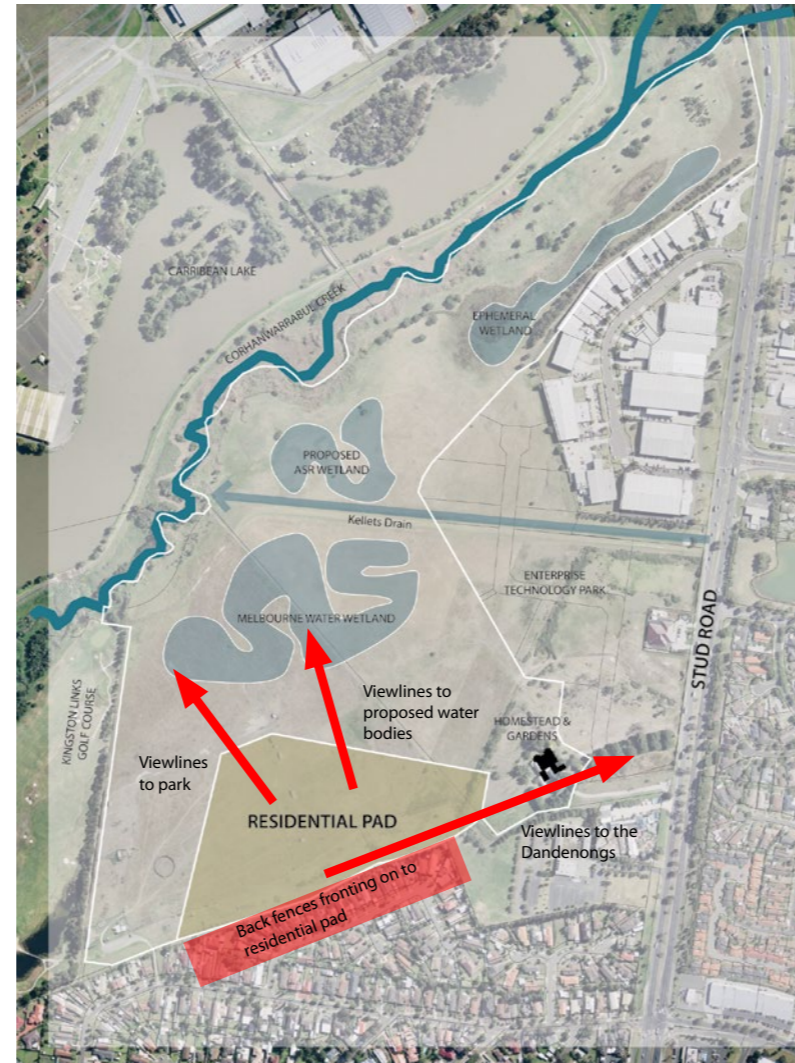 CARRIBEAN LAKE
CORHANWARRABUL CREEK
EPHEMERAL
WETLAND
PROPOSED
ASR WETLAND
Kellets Drain
ENTERPRISE
TECHNOLOGY PARK
STUD ROAD
MELBOURNE WATER WETLAND
KINGSTON LINKS
GOLF COURSE
Viewlines to
proposed water
bodies
HOMESTEAD &
GARDENS
Viewlines
to park
RESIDENTIAL PAD
Viewlines to the
Dandenongs
Back fences fronting on to
residential pad